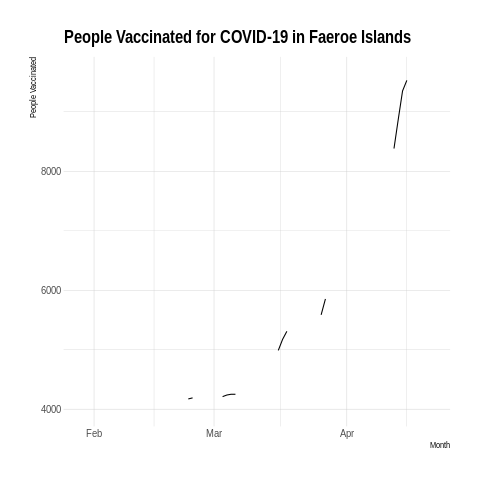 People Vaccinated for COVID-19 in Faeroe Islands
People Vaccinated
8000
6000
4000
Feb Mar Apr
Month